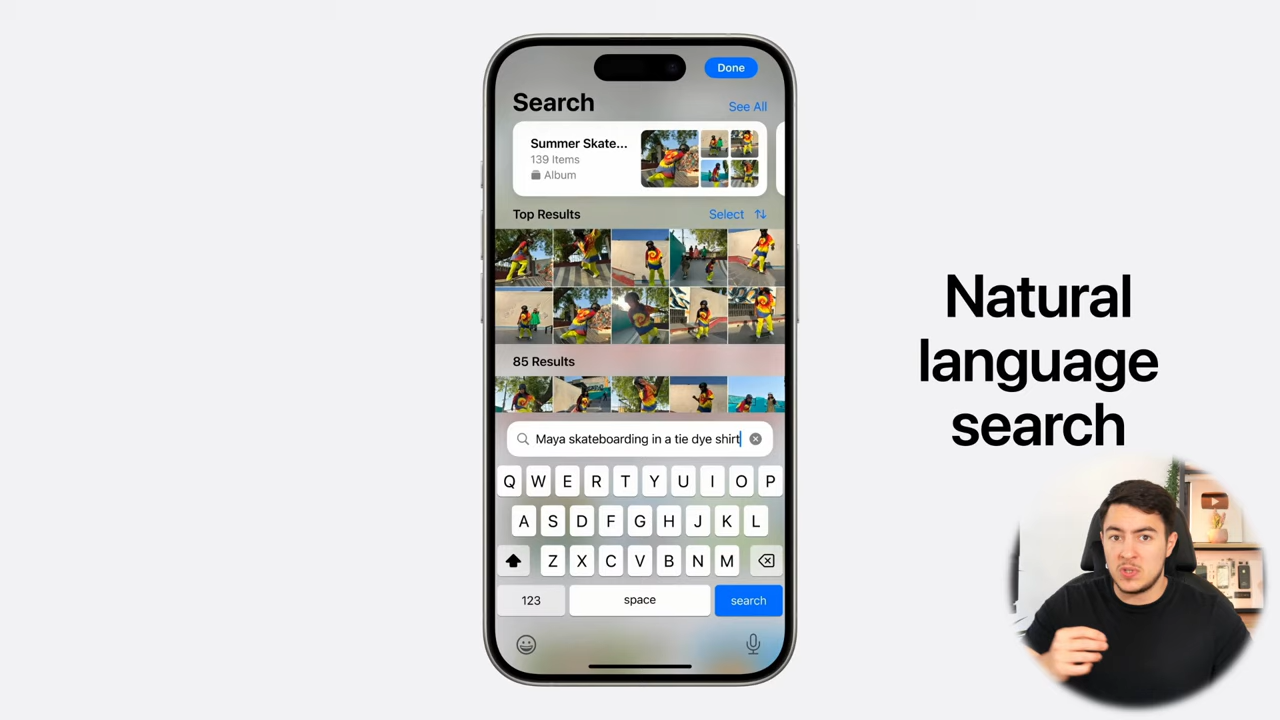 Done
Search
See All
Summer Skate...
139 Items
Album
Top Results
Select
85 Results
Maya skateboarding in a tie dye shirt
Q W E R T Y U I O P
A S D F G H J K L
Z X C V B N M
123
space
search
Natural
language
search